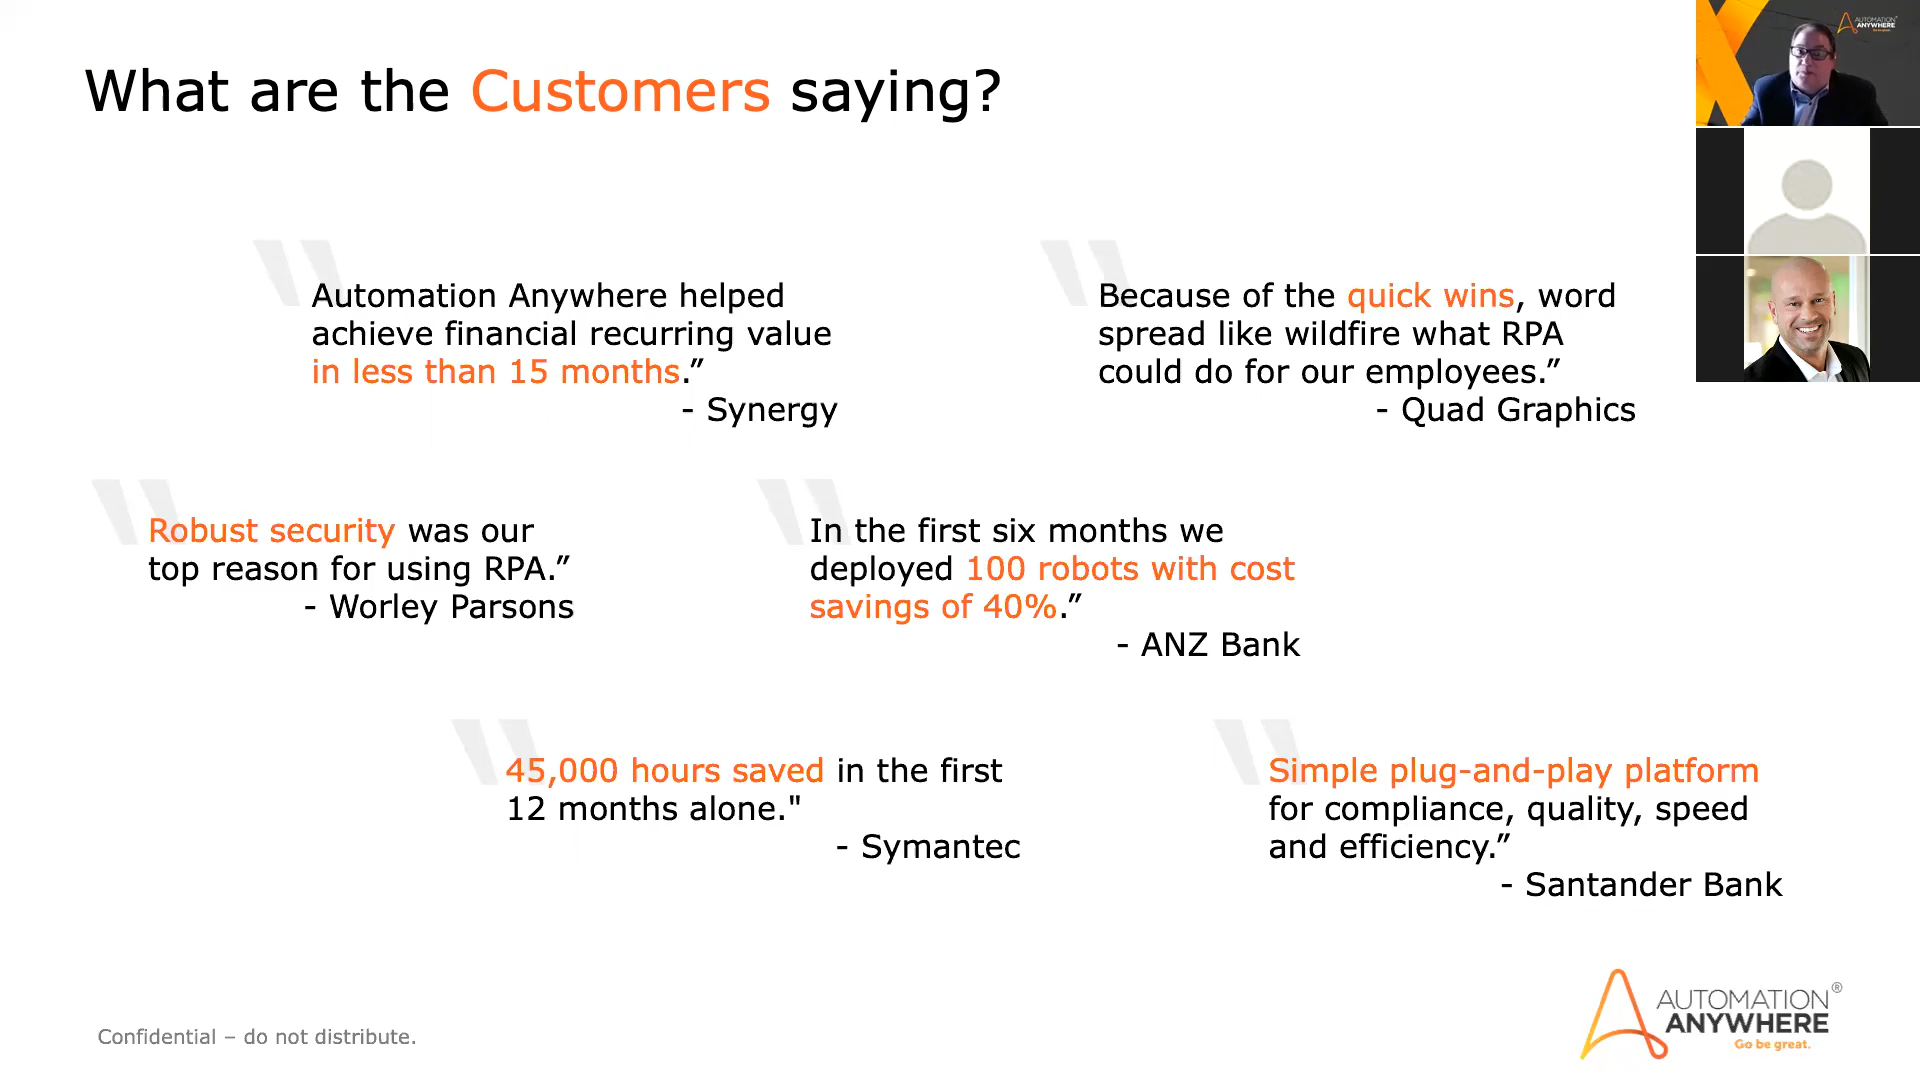 What are the Customers saying?
AUTOMATION
ANYWHERE
Go be great.
Automation Anywhere helped
achieve financial recurring value
in less than 15 months.”
- Synergy
Because of the quick wins, word
spread like wildfire what RPA
could do for our employees.”
- Quad Graphics
Robust security was our
top reason for using RPA.”
- Worley Parsons
In the first six months we
deployed 100 robots with cost
savings of 40%.”
- ANZ Bank
45,000 hours saved in the first
12 months alone."
- Symantec
Simple plug-and-play platform
for compliance, quality, speed
and efficiency.”
- Santander Bank
Confidential – do not distribute.
AUTOMATION®
ANYWHERE
Go be great.